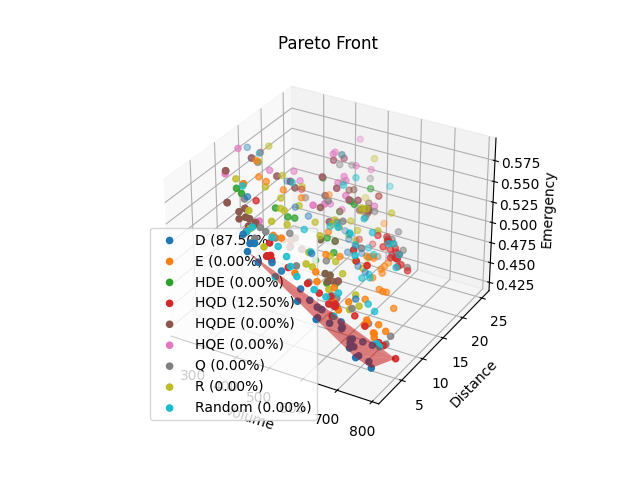 Pareto Front
0.575
0.550
0.525
0.500
0.475
0.450
0.425
Emergency
25
20
15
10
5
Distance
300
500
700
800
D (87.50%)
E (0.00%)
HDE (0.00%)
HQD (12.50%)
HQDE (0.00%)
HQE (0.00%)
Q (0.00%)
R (0.00%)
Random (0.00%)